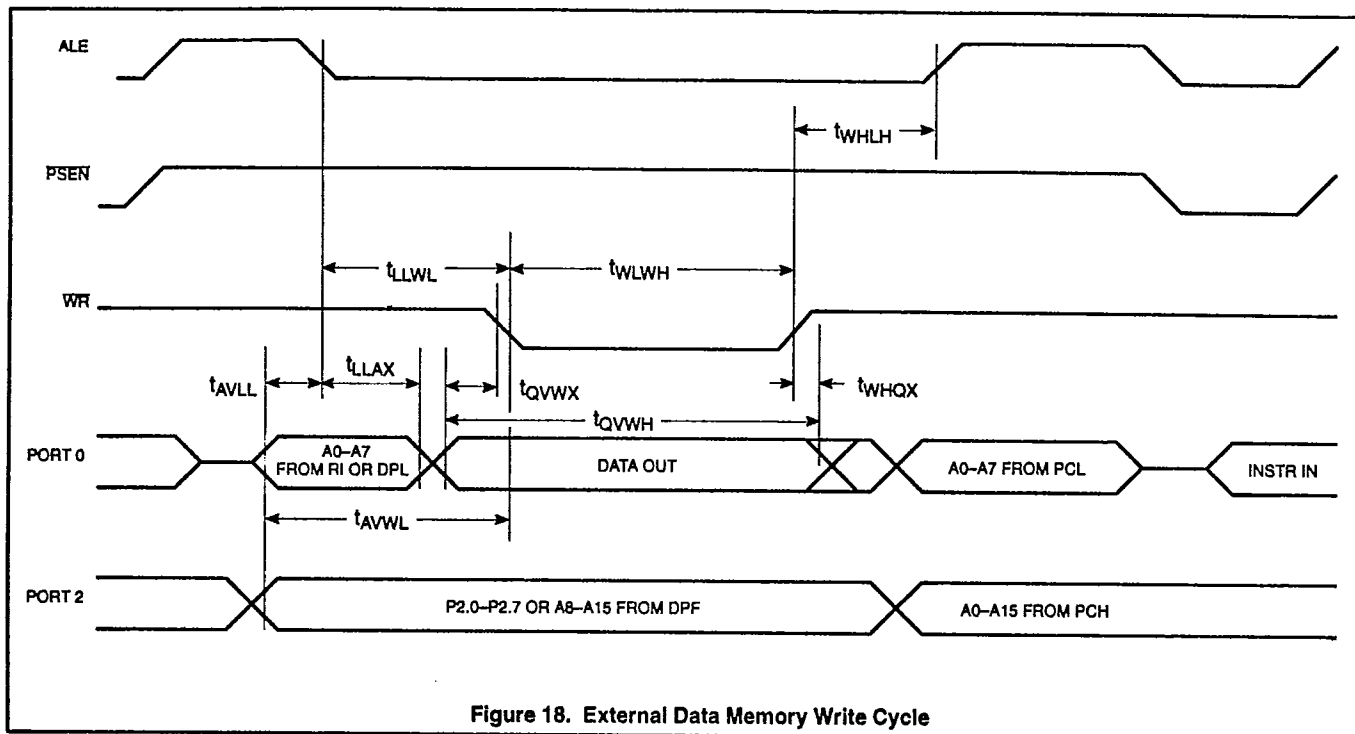 ALE
tWHLH
PSEN
tLLWL
tWLWH
WR
tAVLL
tLLAX
tQVWX
tWHQX
tQVWH
PORT 0
A0–A7
FROM RI OR DPL
DATA OUT
A0–A7 FROM PCL
INSTR IN
tAVWL
PORT 2
P2.0–P2.7 OR A8–A15 FROM DPF
A0–A15 FROM PCH
Figure 18. External Data Memory Write Cycle